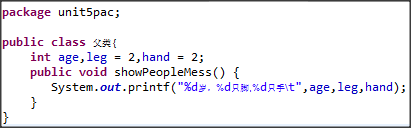 package unit5pac;
public class 父类{
int age,leg = 2,hand = 2;
public void showPeopleMess() {
System.out.printf("%d岁，%d只脚,%d只手\t",age,leg,hand);
}
}